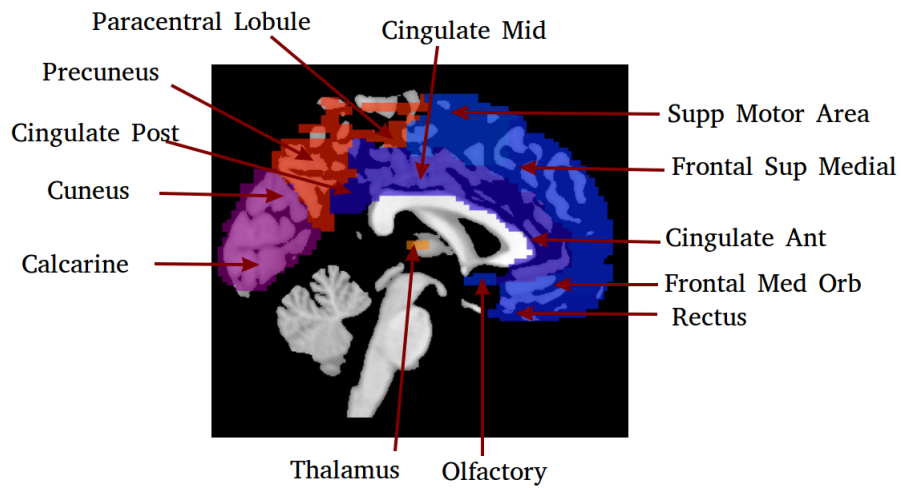 Paracentral Lobule
Cingulate Mid
Precuneus
Supp Motor Area
Cingulate Post
Frontal Sup Medial
Cuneus
Cingulate Ant
Calcarine
Frontal Med Orb
Rectus
Thalamus
Olfactory